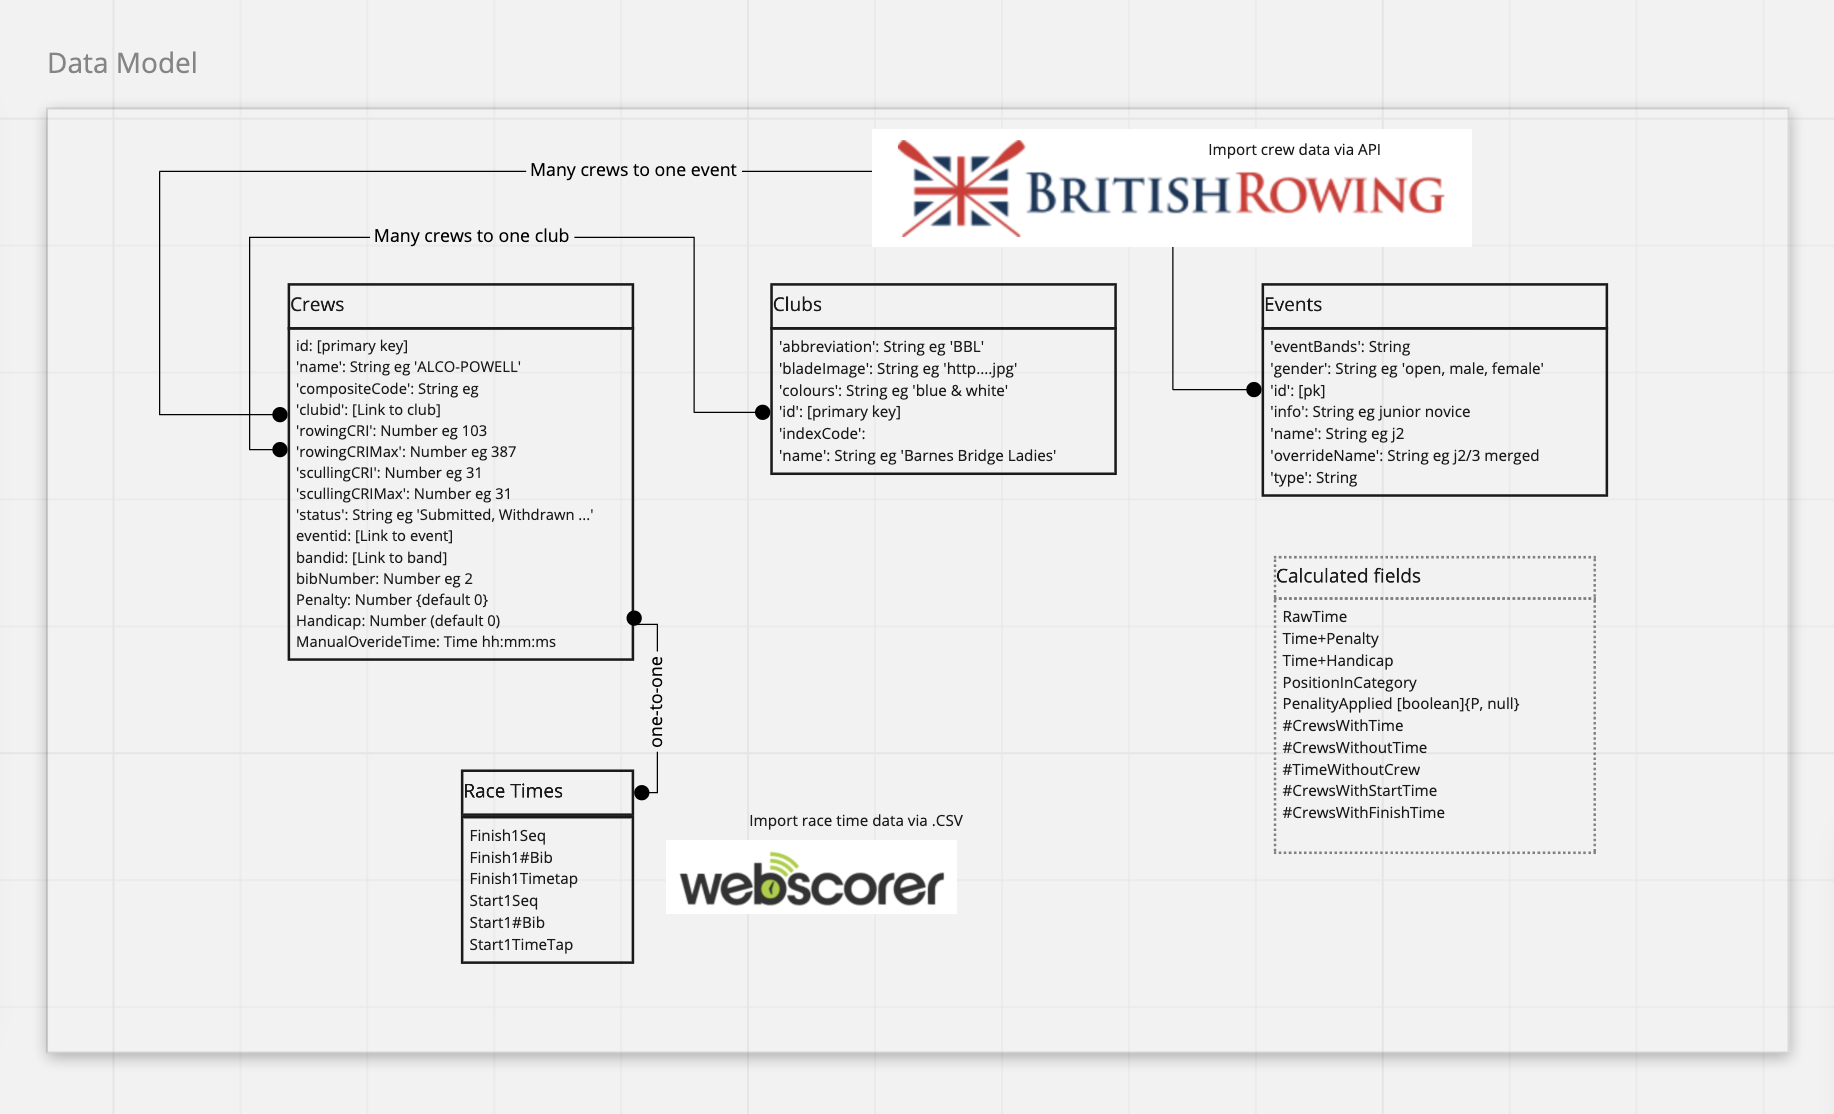 Data Model
Many crews to one event
Import crew data via API
BRITISHROWING
Many crews to one club
Crews
id: [primary key]
'name': String eg 'ALCO-POWELL'
'compositeCode': String eg
'clubid': [Link to club]
'rowingCRI': Number eg 103
'rowingCRIMax': Number eg 387
'scullingCRI': Number eg 31
'scullingCRIMax': Number eg 31
'status': String eg 'Submitted, Withdrawn ...'
eventid: [Link to event]
bandid: [Link to band]
bibNumber: Number eg 2
Penalty: Number {default 0}
Handicap: Number (default 0)
ManualOverideTime: Time hh:mm:ms
Clubs
'abbreviation': String eg 'BBL'
'bladeImage': String eg 'http....jpg'
'colours': String eg 'blue & white'
'id': [primary key]
'indexCode':
'name': String eg 'Barnes Bridge Ladies'
Events
'eventBands': String
'gender': String eg 'open, male, female'
'id': [pk]
'info': String eg junior novice
'name': String eg j2
'overrideName': String eg j2/3 merged
'type': String
Calculated fields
RawTime
Time+Penalty
Time+Handicap
PositionInCategory
PenalityApplied [boolean]{P, null}
#CrewsWithTime
#CrewsWithoutTime
#TimeWithoutCrew
#CrewsWithStartTime
#CrewsWithFinishTime
one-to-one
Race Times
Finish1Seq
Finish1#Bib
Finish1Timetap
Start1Seq
Start1#Bib
Start1TimeTap
Import race time data via .CSV
webscorer